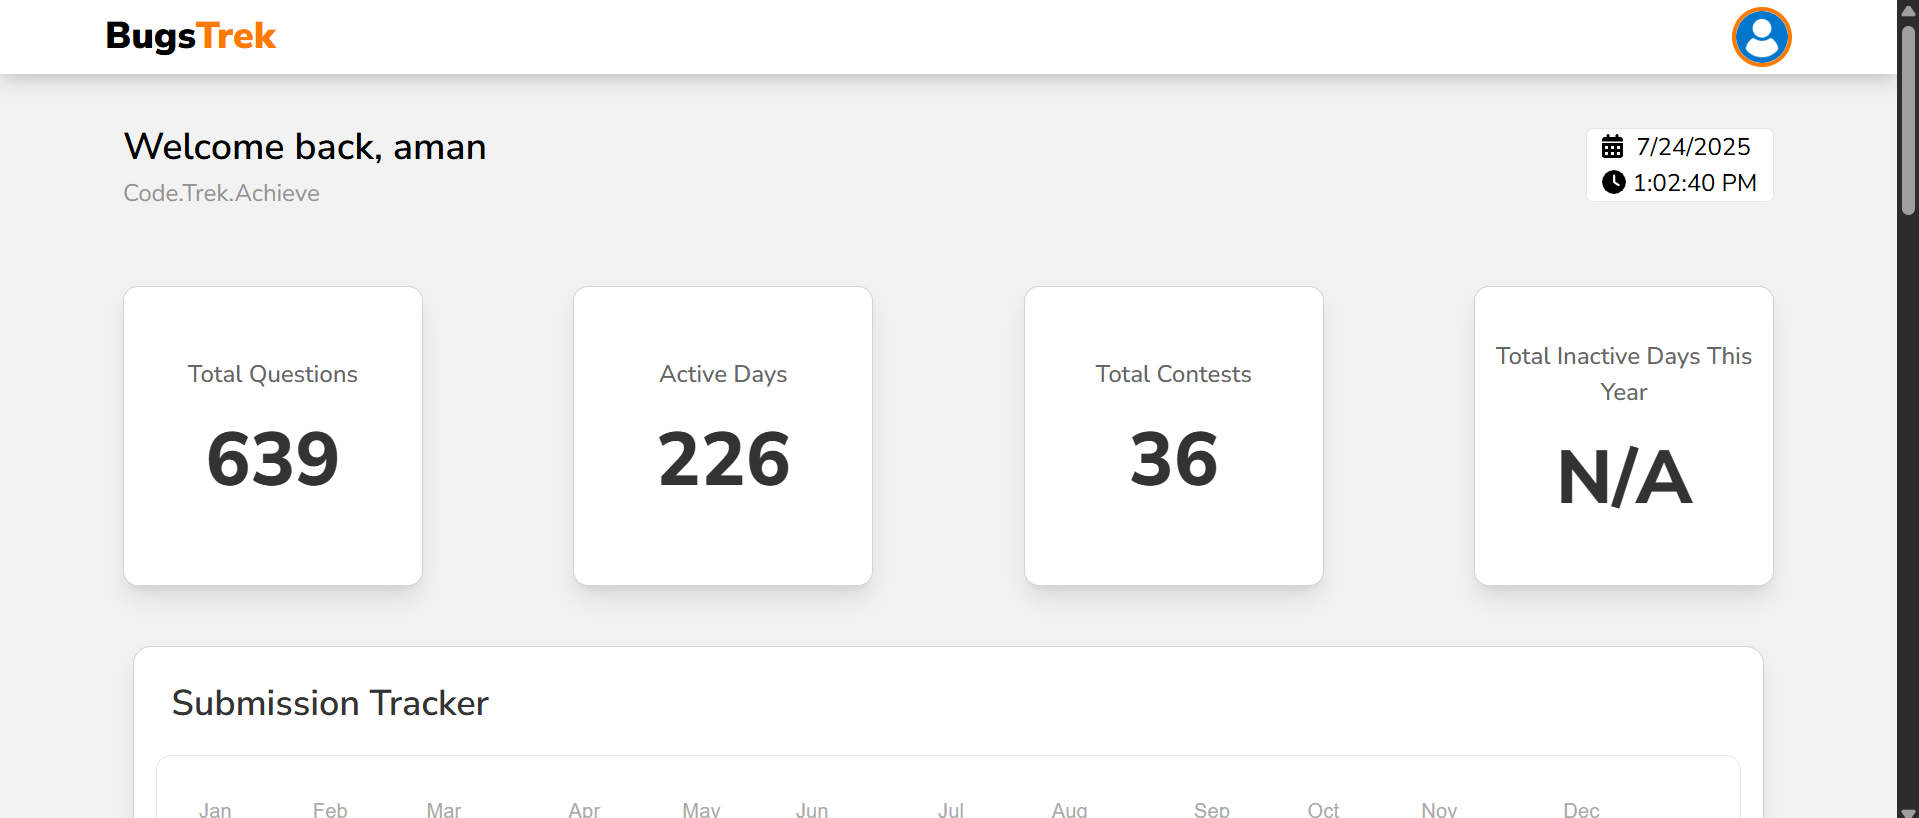 BugsTrek
Welcome back, aman
Code.Trek.Achieve
7/24/2025
1:02:40 PM
Total Questions
639
Active Days
226
Total Contests
36
Total Inactive Days This
Year
N/A
Submission Tracker
Jan Feb Mar Apr May Jun Jul Aug Sep Oct Nov Dec